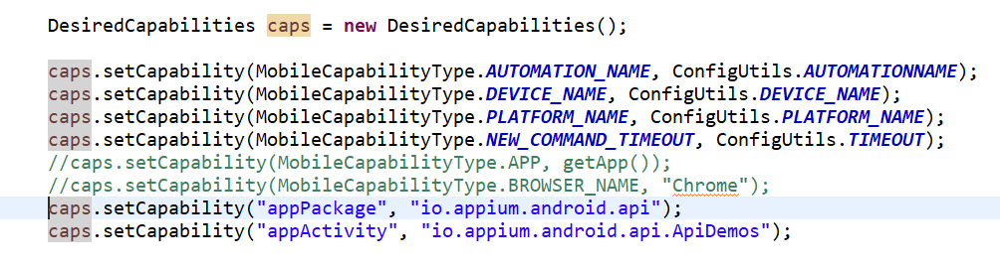 DesiredCapabilities caps = new DesiredCapabilities();
caps.setCapability(MobileCapabilityType.AUTOMATION_NAME, ConfigUtils.AUTOMATIONNAME);
caps.setCapability(MobileCapabilityType.DEVICE_NAME, ConfigUtils.DEVICE_NAME);
caps.setCapability(MobileCapabilityType.PLATFORM_NAME, ConfigUtils.PLATFORM_NAME);
caps.setCapability(MobileCapabilityType.NEW_COMMAND_TIMEOUT, ConfigUtils.TIMEOUT);
//caps.setCapability(MobileCapabilityType.APP, getApp());
//caps.setCapability(MobileCapabilityType.BROWSER_NAME, "Chrome");
caps.setCapability("appPackage", "io.appium.android.api");
caps.setCapability("appActivity", "io.appium.android.api.ApiDemos");